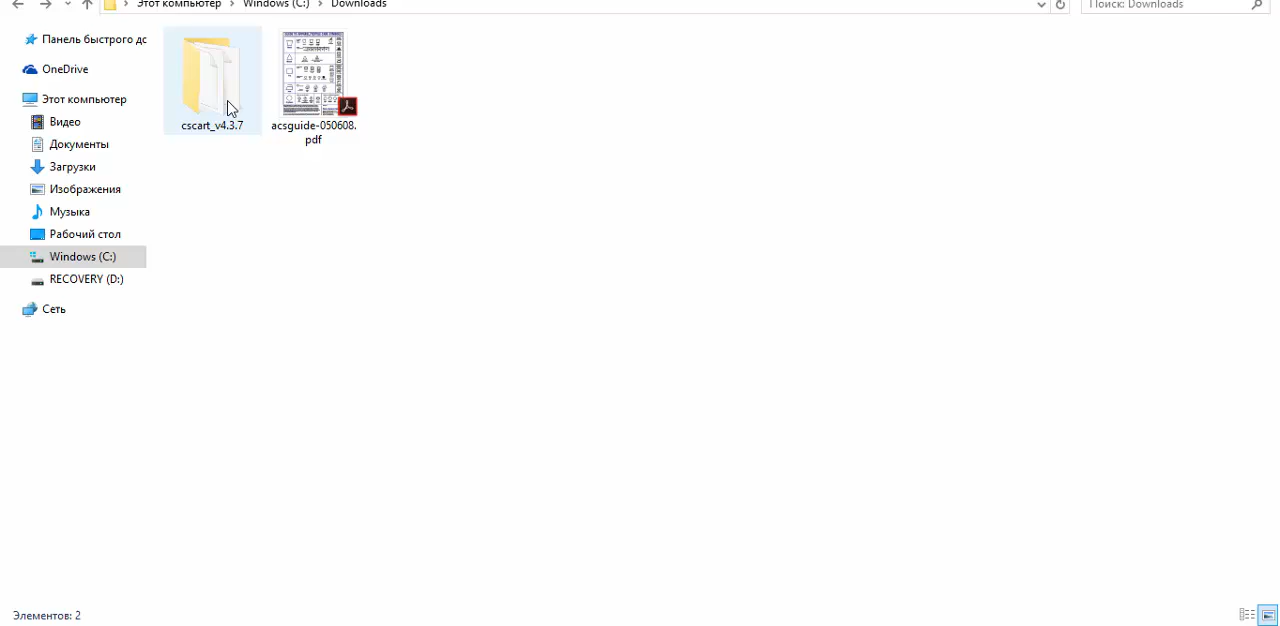 Этот компьютер > Windows (C:) > Downloads
Поиск: Downloads
Панель быстрого дс
OneDrive
Этот компьютер
Видео
Документы
Загрузки
Изображения
Музыка
Рабочий стол
Windows (C:)
RECOVERY (D:)
Сеть
cscart_v4.3.7
acsguide-050608.
pdf
Элементов: 2